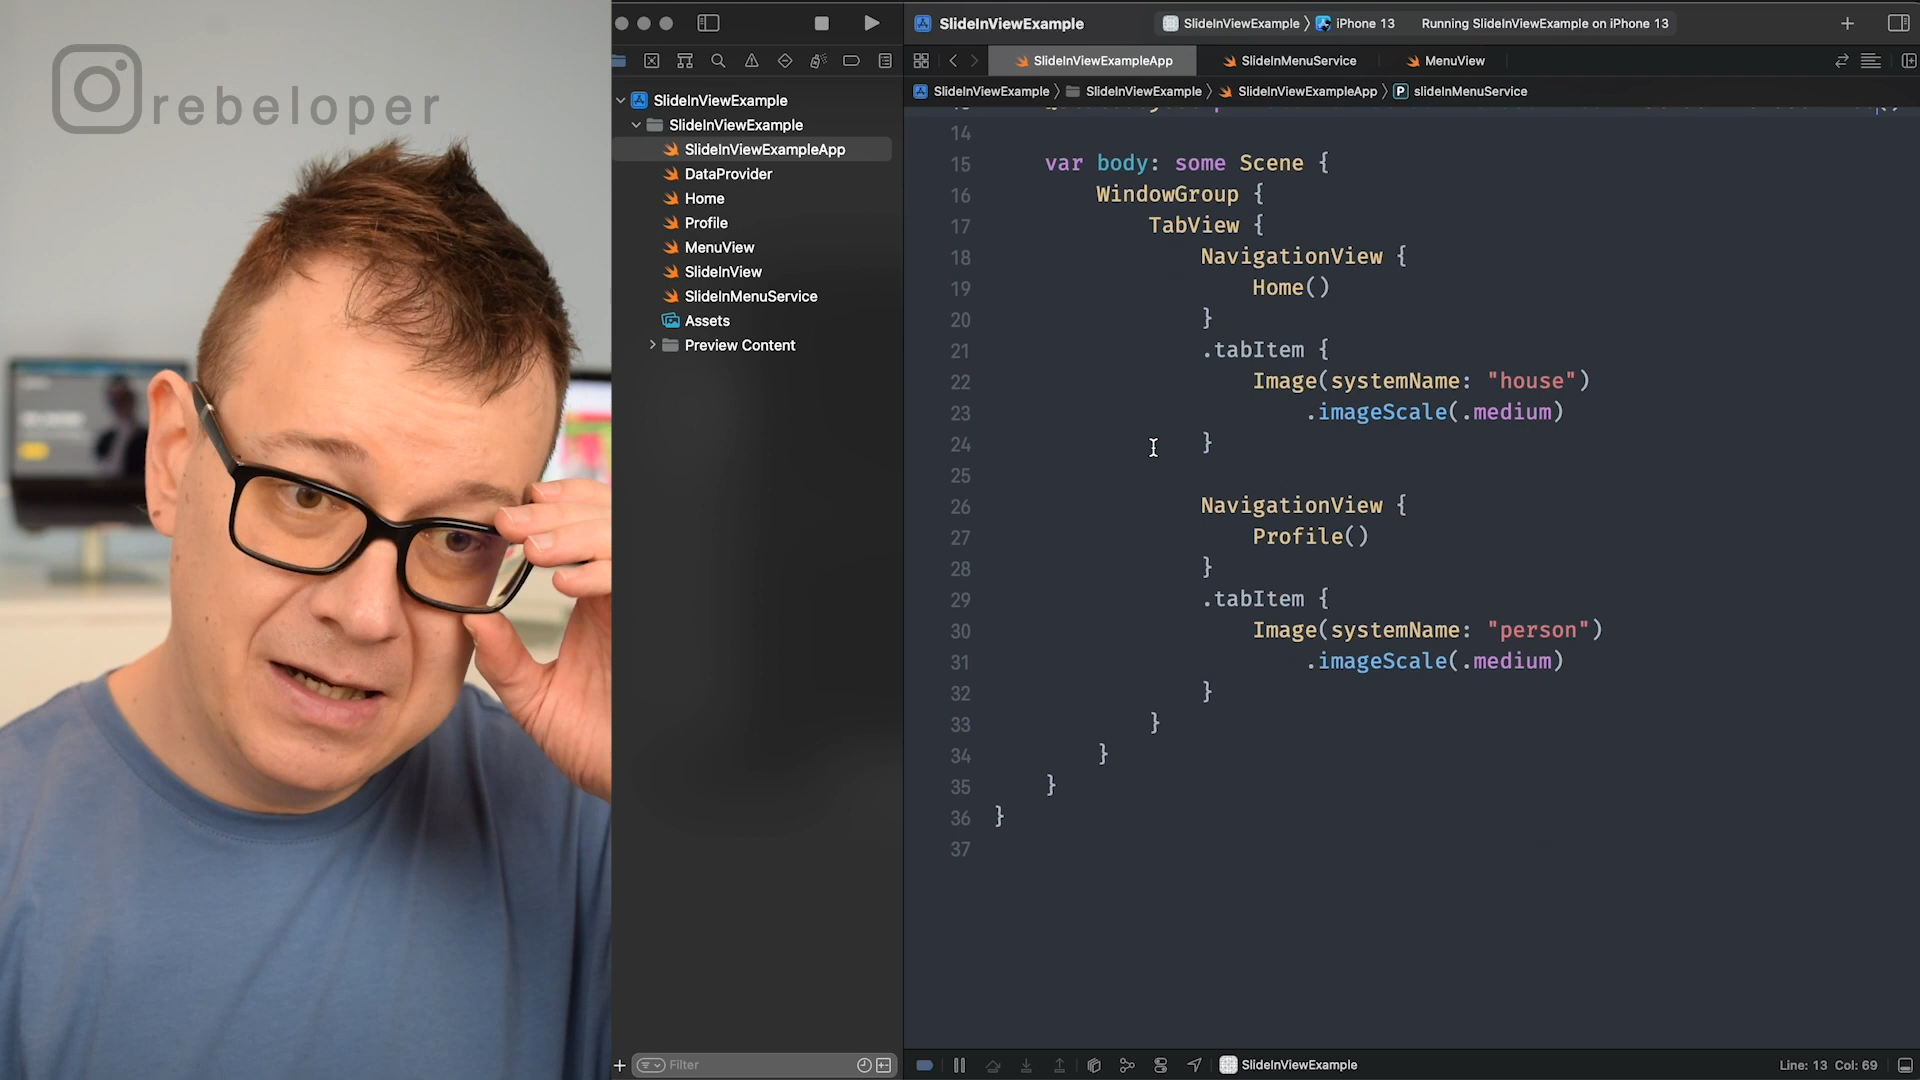 @rebeloper
SlideInViewExample
SlideInViewExample
iPhone 13
Running SlideInViewExample on iPhone 13
SlideInViewExampleApp
SlideInMenuService
MenuView
SlideInViewExample
SlideInViewExample
SlideInViewExampleApp
P
slideInMenuService
SlideInViewExample
SlideInViewExample
SlideInViewExampleApp
DataProvider
Home
Profile
MenuView
SlideInView
SlideInMenuService
Assets
Preview Content
14
15 var body: some Scene {
16 WindowGroup {
17 TabView {
18 NavigationView {
19 Home()
20 }
21 .tabItem {
22 Image(systemName: "house")
23 .imageScale(.medium)
24 }
25
26 NavigationView {
27 Profile()
28 }
29 .tabItem {
30 Image(systemName: "person")
31 .imageScale(.medium)
32 }
33 }
34 }
35 }
36 }
37
Filter
SlideInViewExample
Line: 13 Col: 69